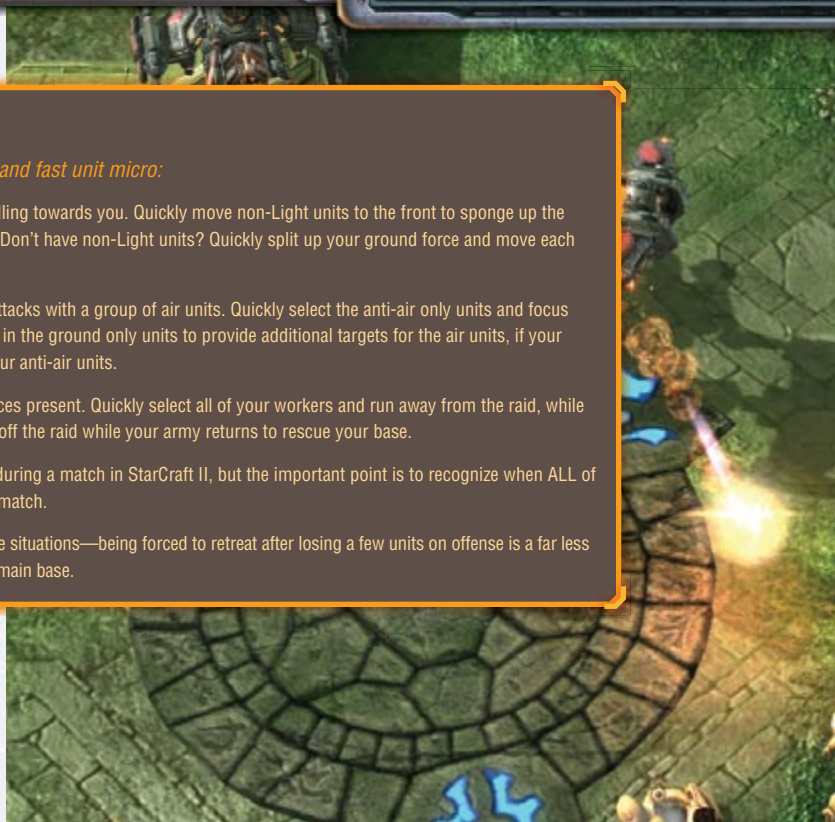 and fast unit micro:
lling towards you. Quickly move non-Light units to the front to sponge up the
Don’t have non-Light units? Quickly split up your ground force and move each
ttacks with a group of air units. Quickly select the anti-air only units and focus
in the ground only units to provide additional targets for the air units, if your
ur anti-air units.
ces present. Quickly select all of your workers and run away from the raid, while
off the raid while your army returns to rescue your base.
during a match in StarCraft II, but the important point is to recognize when ALL of
match.
e situations—being forced to retreat after losing a few units on offense is a far less
main base.